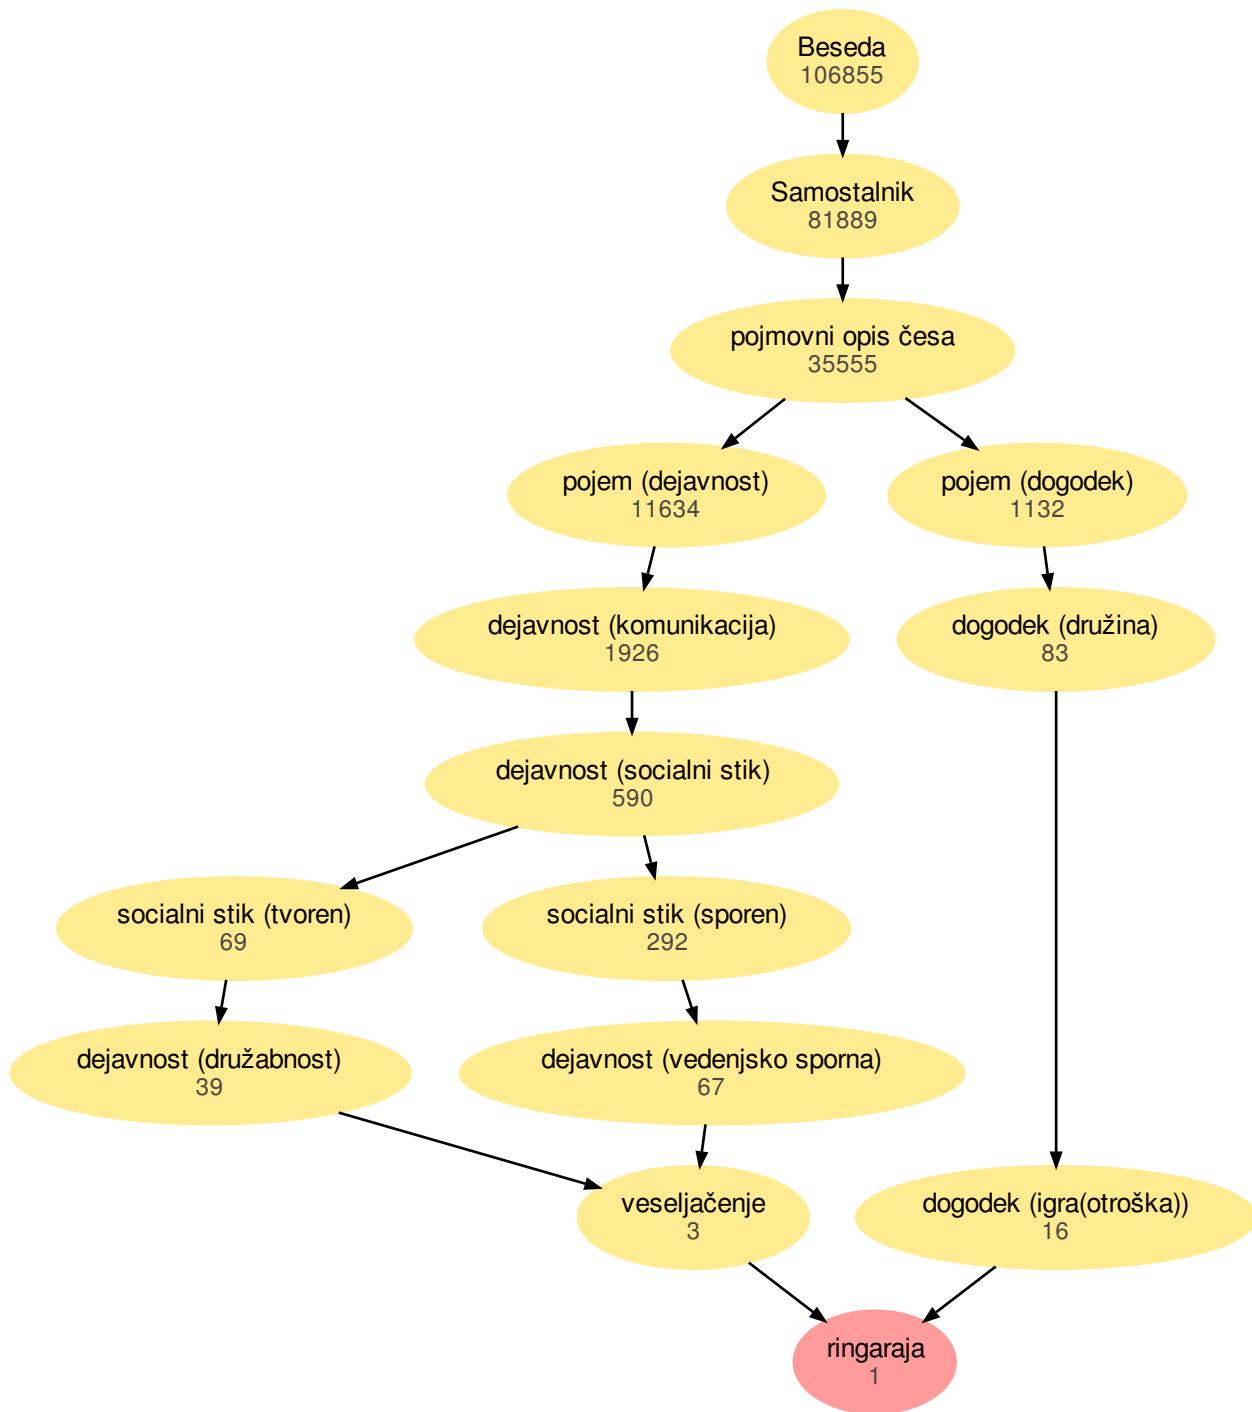 Beseda
106855
Samostalnik
81889
pojmovni opis česa
35555
pojem (dejavnost)
11634
pojem (dogodek)
1132
dejavnost (komunikacija)
1926
dogodek (družina)
83
dejavnost (socialni stik)
590
socialni stik (tvoren)
69
socialni stik (sporen)
292
dejavnost (družabnost)
39
dejavnost (vedenjsko sporna)
67
veseljačenje
3
dogodek (igra(otroška))
16
ringaraja
1